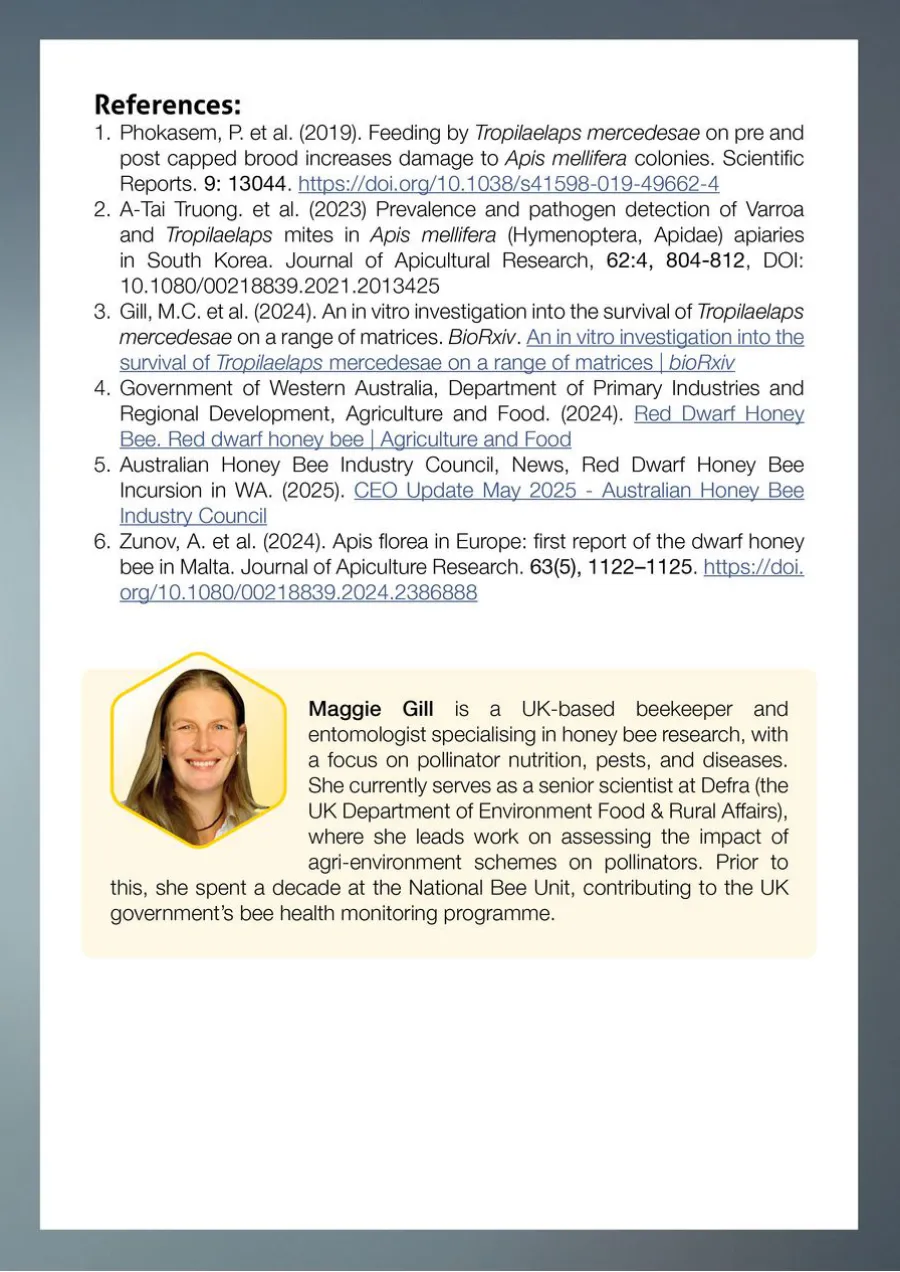 References:
1. Phokasem, P. et al. (2019). Feeding by Tropilaelaps mercedesae on pre and
post capped brood increases damage to Apis mellifera colonies. Scientific
Reports. 9: 13044. https://doi.org/10.1038/s41598-019-49662-4
2. A-Tai Truong. et al. (2023) Prevalence and pathogen detection of Varroa
and Tropilaelaps mites in Apis mellifera (Hymenoptera, Apidae) apiaries
in South Korea. Journal of Apicultural Research, 62:4, 804-812, DOI:
10.1080/00218839.2021.2013425
3. Gill, M.C. et al. (2024). An in vitro investigation into the survival of Tropilaelaps
mercedesae on a range of matrices. BioRxiv. An in vitro investigation into the
survival of Tropilaelaps mercedesae on a range of matrices | bioRxiv
4. Government of Western Australia, Department of Primary Industries and
Regional Development, Agriculture and Food. (2024). Red Dwarf Honey
Bee. Red dwarf honey bee | Agriculture and Food
5. Australian Honey Bee Industry Council, News, Red Dwarf Honey Bee
Incursion in WA. (2025). CEO Update May 2025 - Australian Honey Bee
Industry Council
6. Zunov, A. et al. (2024). Apis florea in Europe: first report of the dwarf honey
bee in Malta. Journal of Apiculture Research. 63(5), 1122–1125. https://doi.
org/10.1080/00218839.2024.2386888
Maggie Gill is a UK-based beekeeper and
entomologist specialising in honey bee research, with
a focus on pollinator nutrition, pests, and diseases.
She currently serves as a senior scientist at Defra (the
UK Department of Environment Food & Rural Affairs),
where she leads work on assessing the impact of
agri-environment schemes on pollinators. Prior to
this, she spent a decade at the National Bee Unit, contributing to the UK
government’s bee health monitoring programme.